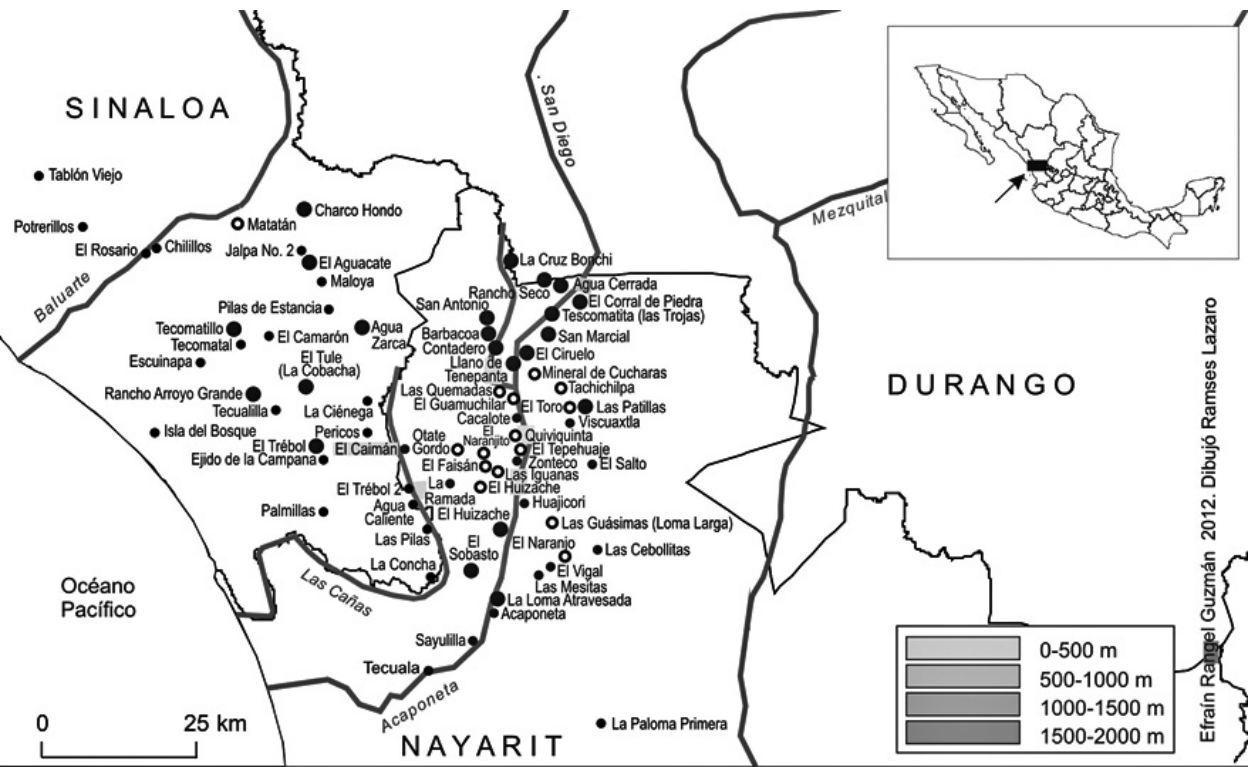 SINALOA
San Diego
Mezquital
Tablón Viejo
Charco Hondo
Potrerillos
Matatán
El Rosario
Chilillos
Jalpa No. 2
El Aguacate
La Cruz Bonchi
Maloya
Baluarte
Rancho Seco
Agua Cerrada
San Antonio
El Corral de Piedra
Pilas de Estancia
Tescomatita (las Trojas)
Tecomatillo
El Camarón
Agua
Zarca
Barbacoa
San Marcial
Tecomatal
Contadero
El Ciruelo
Escuinapa
El Tule
(La Cobacha)
Llano de
Tenepanta
Mineral de Cucharas
DURANGO
Rancho Arroyo Grande
Las Quemadas
Tachichilpa
Tecualilla
La Ciénega
El Guamuchilar
El Toro
Las Patillas
Cacalote
Viscuaxtla
Isla del Bosque
Pericos
Otate
Gordo
El
Naranjito
Quiviquinta
El Trébol
El Caimán
El Tepehuaje
Ejido de la Campana
El Faisán
Zonteco
El Salto
Las Iguanas
El Trébol 2
La
Ramada
El Huizache
Agua
Caliente
Huajicori
Palmillas
El Huizache
Las Guásimas (Loma Larga)
Las Pilas
El
Sobasto
El Naranjo
Las Cebollitas
La Concha
El Vigal
Las Mesitas
Las Cañas
Océano
Pacífico
La Loma Atravesada
Acaponeta
Sayulilla
Tecuala
Acaponeta
La Paloma Primera
NAYARIT
0 25 km
0-500 m
500-1000 m
1000-1500 m
1500-2000 m
Efraín Rangel Guzmán 2012. Dibujó Ramses Lazaro